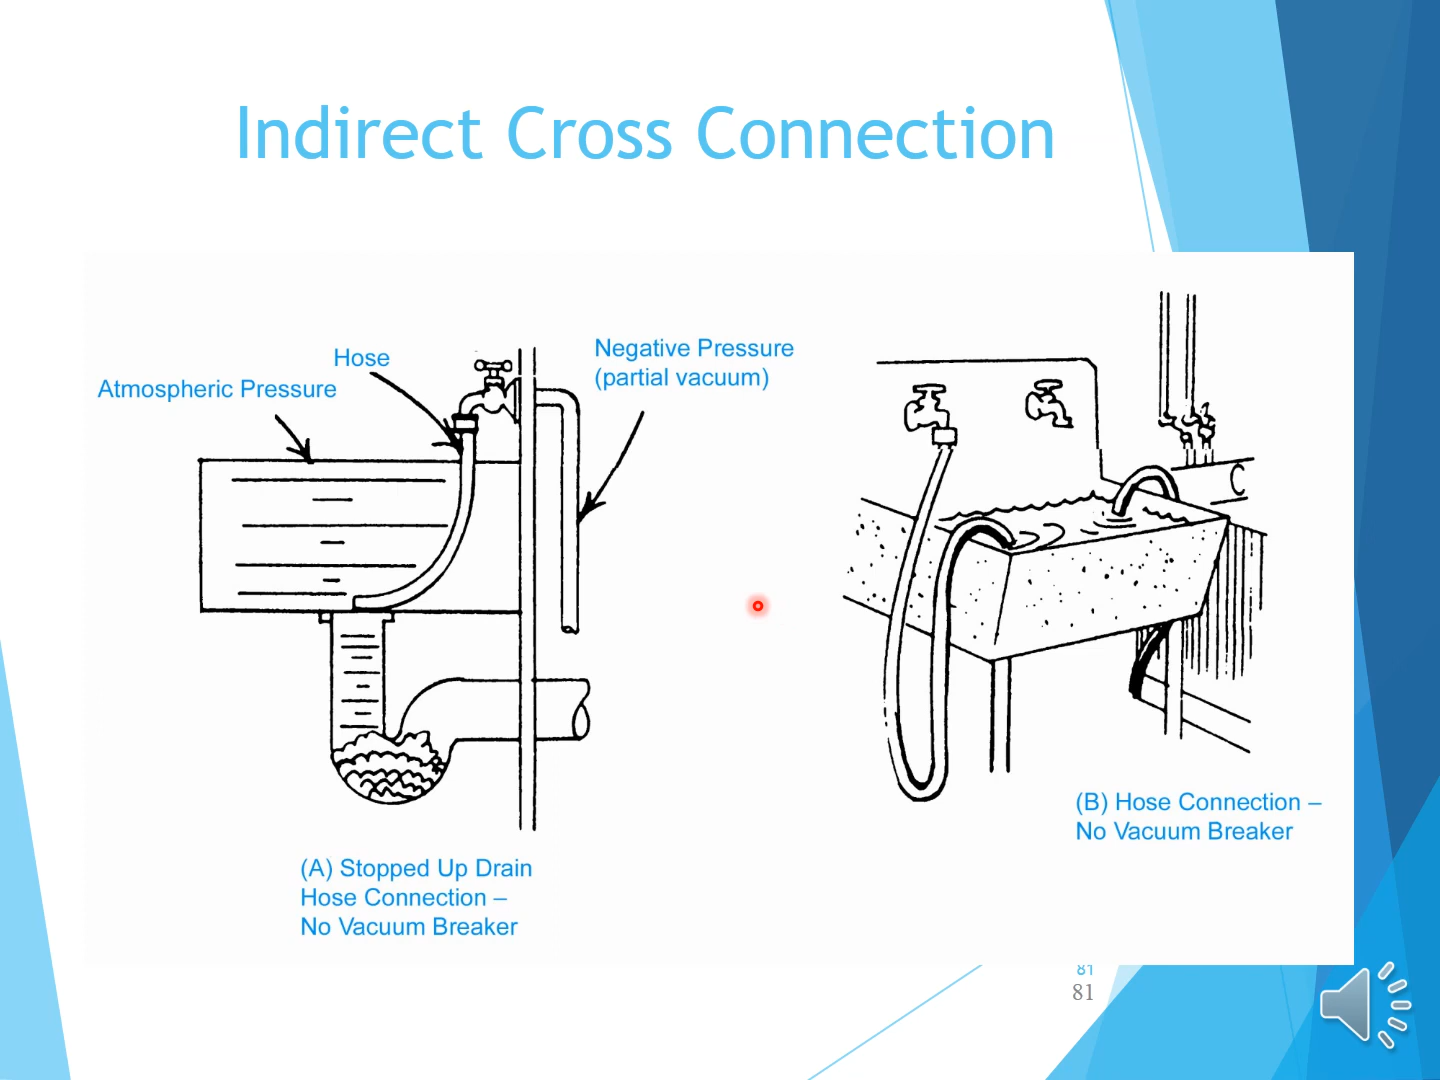 Indirect Cross Connection
Hose
Atmospheric Pressure
Negative Pressure
(partial vacuum)
C
(A) Stopped Up Drain
Hose Connection –
No Vacuum Breaker
(B) Hose Connection –
No Vacuum Breaker
81
81